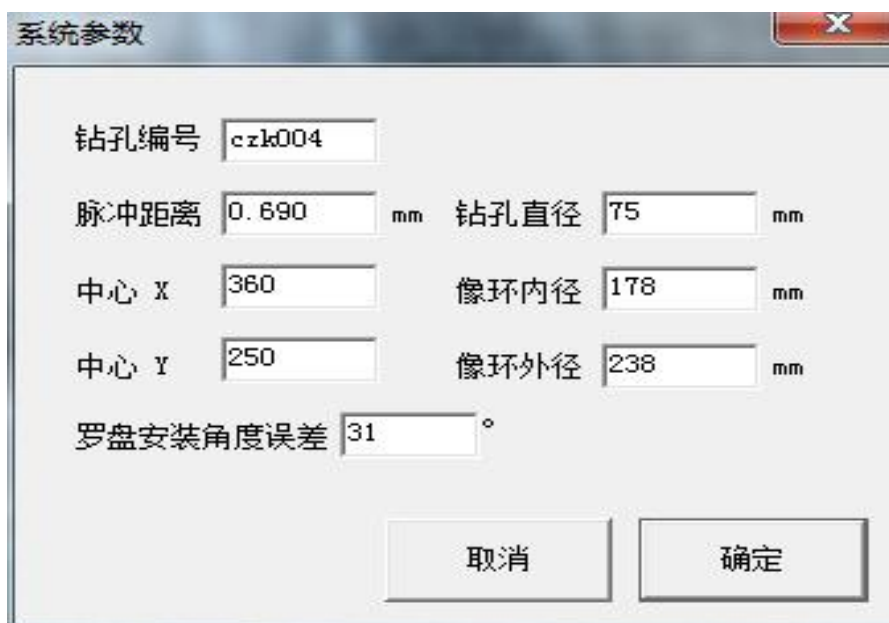 系统参数
钻孔编号 czk004
脉冲距离 0.690 mm 钻孔直径 75 mm
中心 X 360 像环内径 178 mm
中心 Y 250 像环外径 238 mm
罗盘安装角度误差 31 °
取消 确定